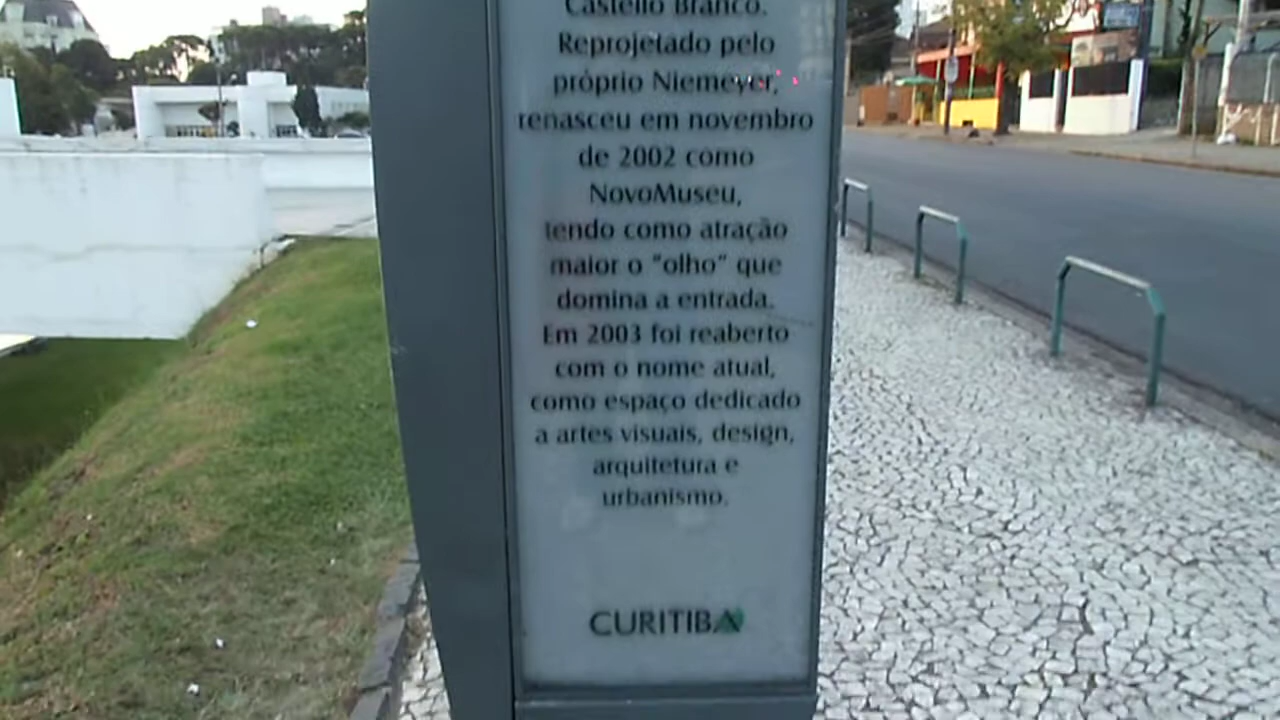 Castello Branco.
Reprojetado pelo
próprio Niemeyer,
renasceu em novembro
de 2002 como
NovoMuseu,
tendo como atração
maior o "olho" que
domina a entrada.
Em 2003 foi reaberto
com o nome atual,
como espaço dedicado
a artes visuais, design,
arquitetura e
urbanismo.
CURITIBA